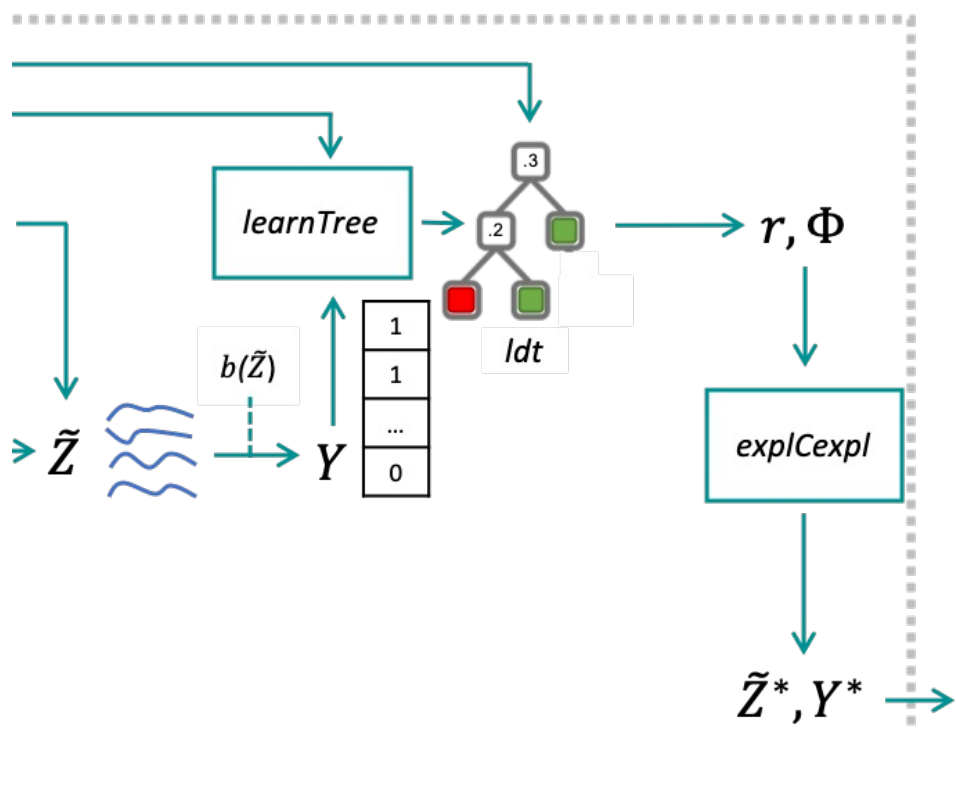 .3
learnTree
.2
r, Φ
ldt
1
1
...
0
b(Z̃)
Z̃
Y
explCexpl
Z̃*, Y*